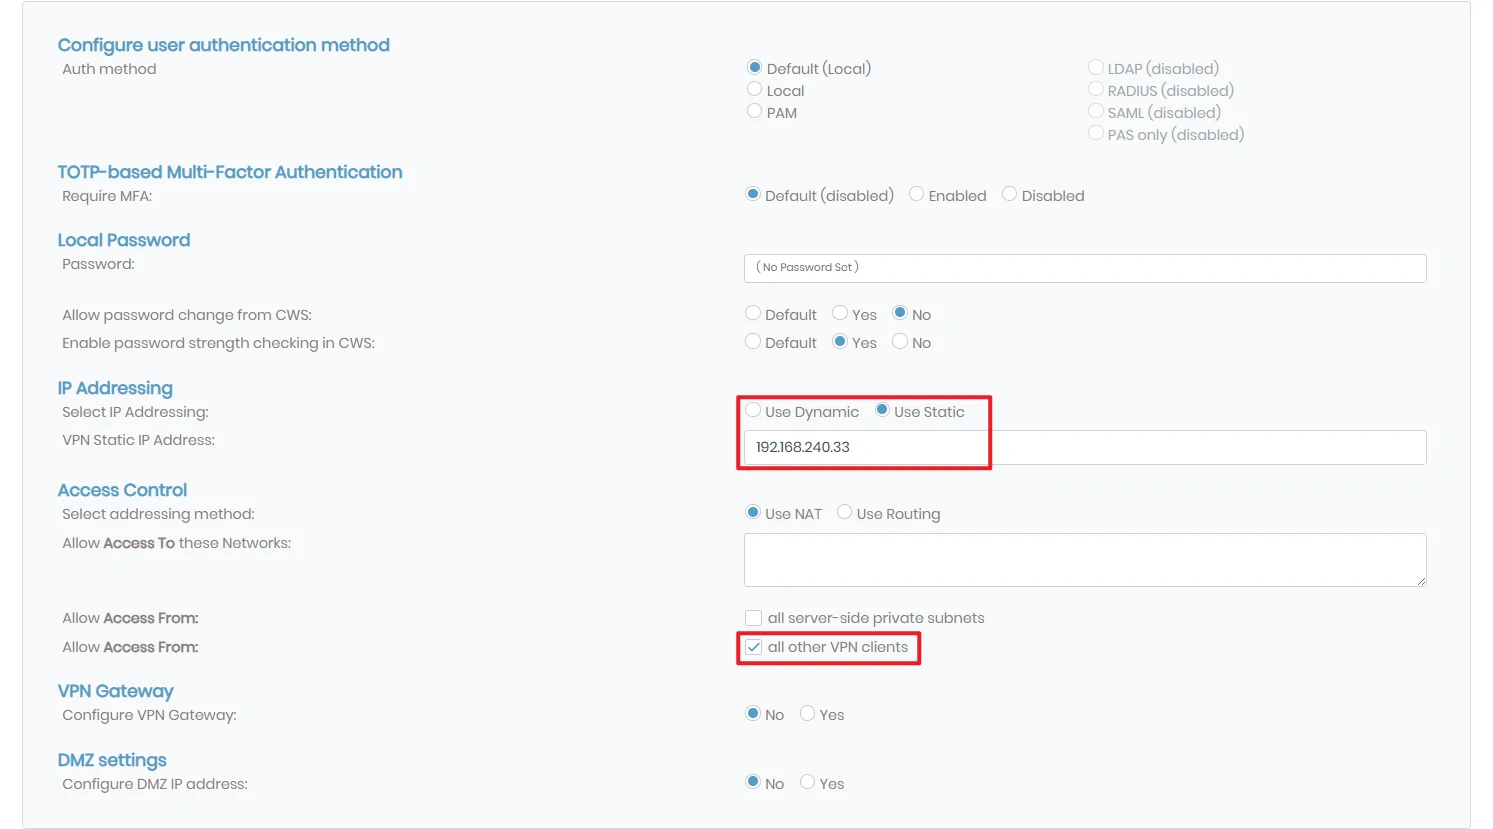 Configure user authentication method
Auth method
Default (Local)
LDAP (disabled)
Local
RADIUS (disabled)
PAM
SAML (disabled)
PAS only (disabled)
TOTP-based Multi-Factor Authentication
Require MFA: Default (disabled) Enabled Disabled
Local Password
Password: ( No Password Set )
Allow password change from CWS: Default Yes No
Enable password strength checking in CWS: Default Yes No
IP Addressing
Select IP Addressing: Use Dynamic Use Static
VPN Static IP Address: 192.168.240.33
Access Control
Select addressing method: Use NAT Use Routing
Allow Access To these Networks:
Allow Access From: all server-side private subnets
Allow Access From: all other VPN clients
VPN Gateway
Configure VPN Gateway: No Yes
DMZ settings
Configure DMZ IP address: No Yes